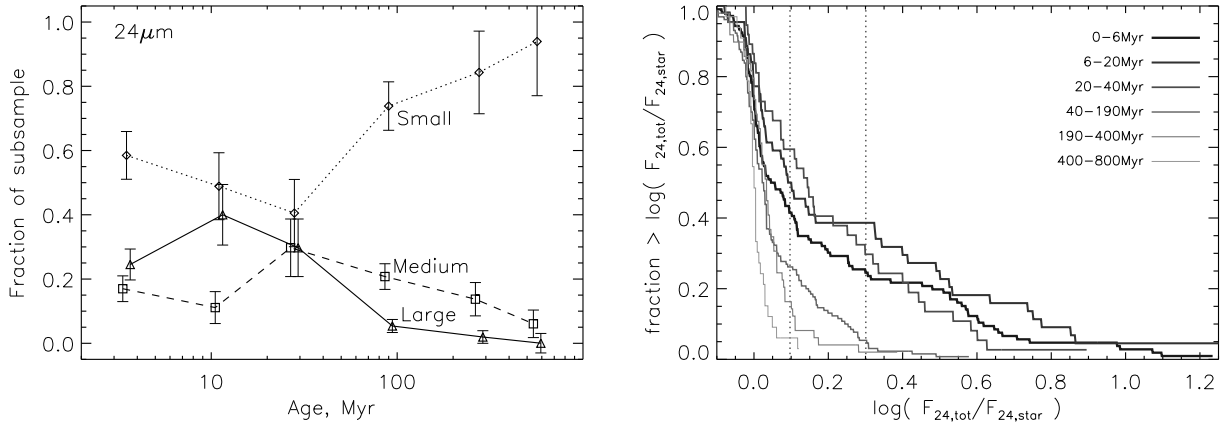 24μm
1.0
0.8
0.6
0.4
0.2
0.0
Fraction of subsample
Small
Medium
Large
10
100
Age, Myr
1.0
0.8
0.6
0.4
0.2
0.0
fraction > log( F24,tot/F24,star)
0–6Myr
6–20Myr
20–40Myr
40–190Myr
190–400Myr
400–800Myr
0.0 0.2 0.4 0.6 0.8 1.0 1.2
log( F24,tot/F24,star )